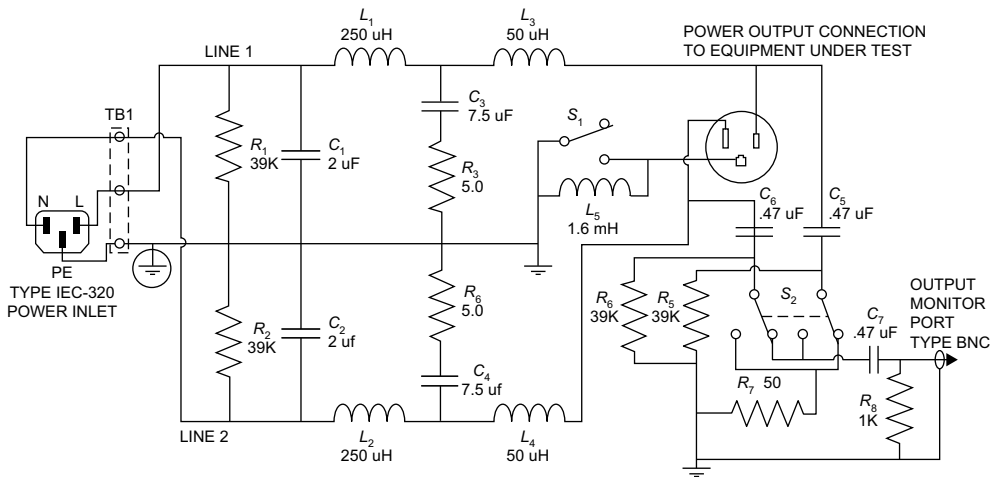 L1
250 uH
L3
50 uH
POWER OUTPUT CONNECTION
TO EQUIPMENT UNDER TEST
LINE 1
TB1
R1
39K
C1
2 uF
C3
7.5 uF
R3
5.0
S1
L5
1.6 mH
C6
.47 uF
C5
.47 uF
N L
PE
TYPE IEC-320
POWER INLET
R2
39K
C2
2 uf
R6
5.0
C4
7.5 uf
R6
39K
R5
39K
S2
C7
.47 uF
OUTPUT
MONITOR
PORT
TYPE BNC
R7 50
R8
1K
LINE 2
L2
250 uH
L4
50 uH